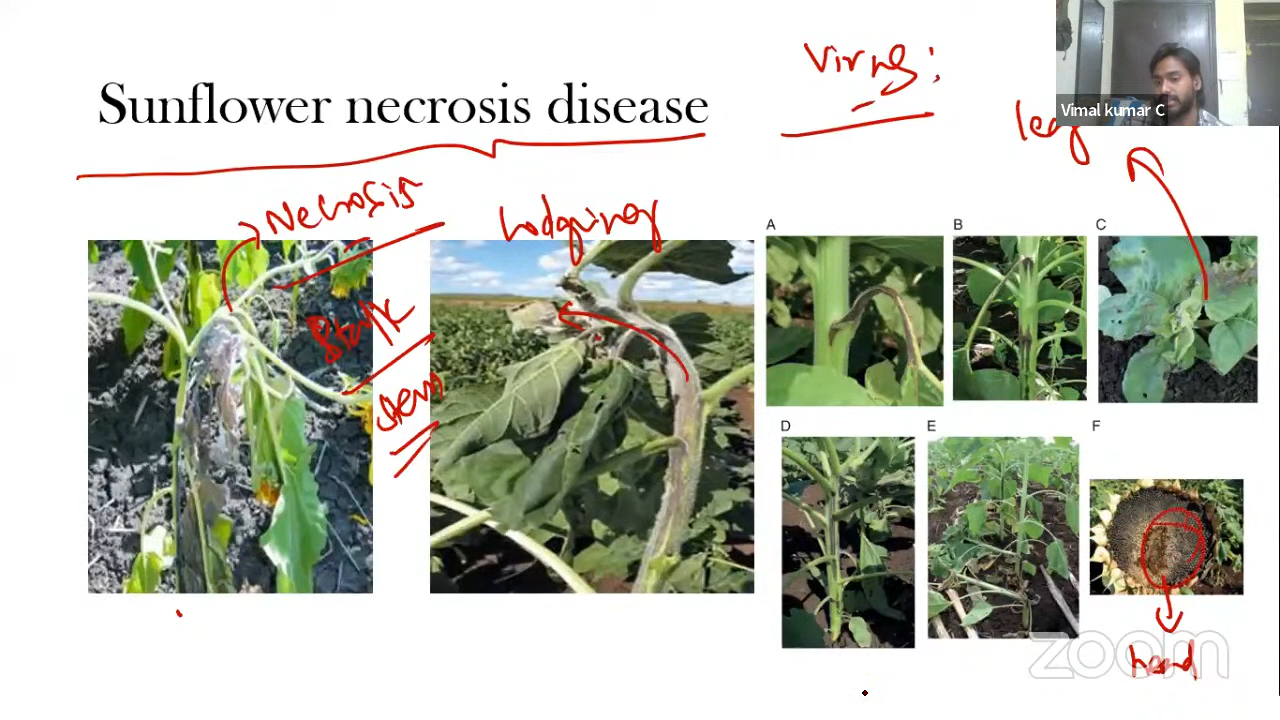 Virus:
Vimal kumar C
Sunflower necrosis disease
leaf
Necrosis
Lodging
A
B
C
Stalk
Stem
D
E
F
zoom
head